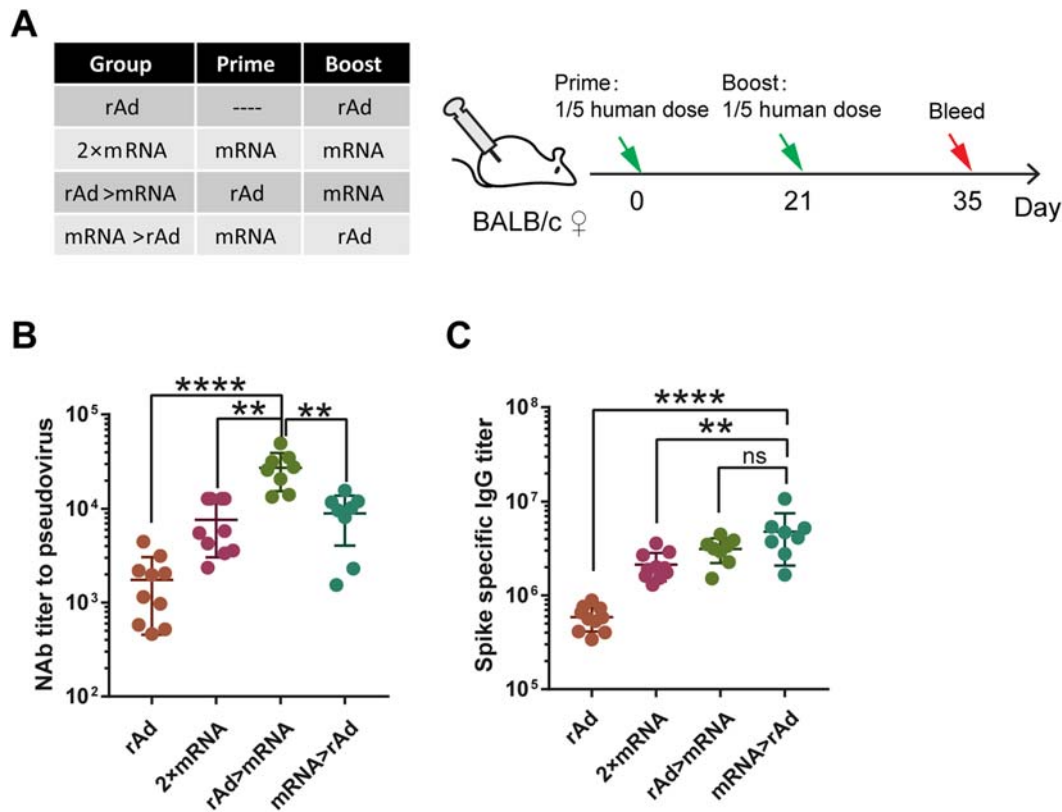 A
Group Prime Boost
rAd ---- rAd
2×mRNA mRNA mRNA
rAd >mRNA rAd mRNA
mRNA >rAd mRNA rAd
Prime: Boost:
1/5 human dose 1/5 human dose Bleed
BALB/c ♀
0 21 35 Day
B
NAb titer to pseudovirus
10⁵
10⁴
10³
10²
****
** **
rAd 2×mRNA rAd>mRNA mRNA>rAd
C
Spike specific IgG titer
10⁸
10⁷
10⁶
10⁵
****
**
ns
rAd 2×mRNA rAd>mRNA mRNA>rAd